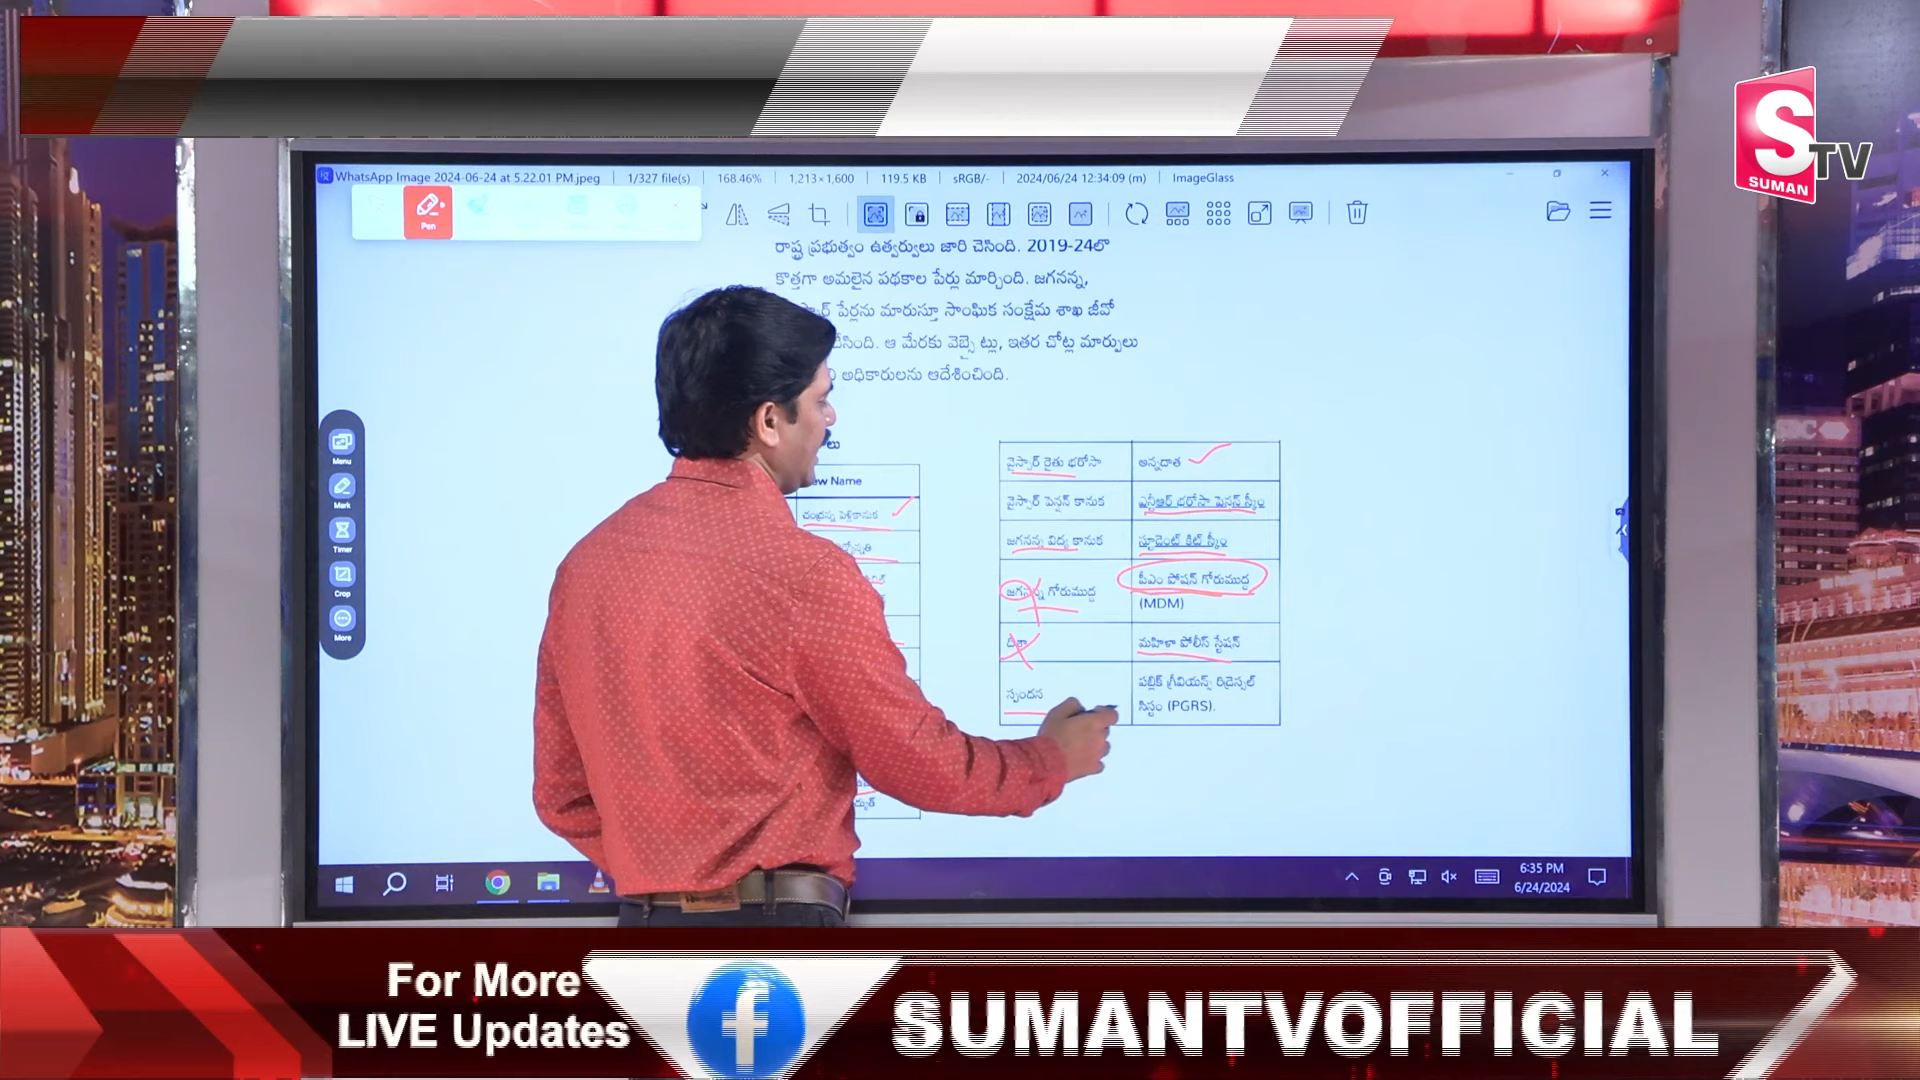 S
TV
SUMAN
WhatsApp Image 2024-06-24 at 5.22.01 PM.jpeg 1/327 file(s) 168.46% 1,213×1,600 119.5 KB sRGB/- 2024/06/24 12:34:09 (m) ImageGlass
Pen
రాష్ట్ర ప్రభుత్వం ఉత్తర్వులు జారీ చేసింది. 2019-24లో
కొత్తగా అమలైన పథకాల పేర్లు మార్చింది. జగనన్న,
పేర్లను మారుస్తూ సాంఘిక సంక్షేమ శాఖ జీవో
ఆ మేరకు వెబ్సై ట్లు, ఇతర చోట్ల మార్పులు
అధికారులను ఆదేశించింది.
Menu
Mark
Timer
Crop
More
Name
చంద్రన్న పెళ్లికానుక
వైస్సార్ రైతు భరోసా అన్నదాత
వైస్సార్ పెన్షన్ కానుక ఎన్టీఆర్ భరోసా పెన్షన్ స్కీం
జగనన్న విద్య కానుక స్టూడెంట్ కిట్ స్కీం
జగనన్న గోరుముద్ద పీఎం పోషన్ గోరుముద్ద
(MDM)
దిశా మహిళా పోలీస్ స్టేషన్
స్పందన పబ్లిక్ గ్రీవియన్స్ రిడ్రెస్సల్
సిస్టం (PGRS).
6:35 PM
6/24/2024
For More
LIVE Updates
f
SUMANTVOFFICIAL